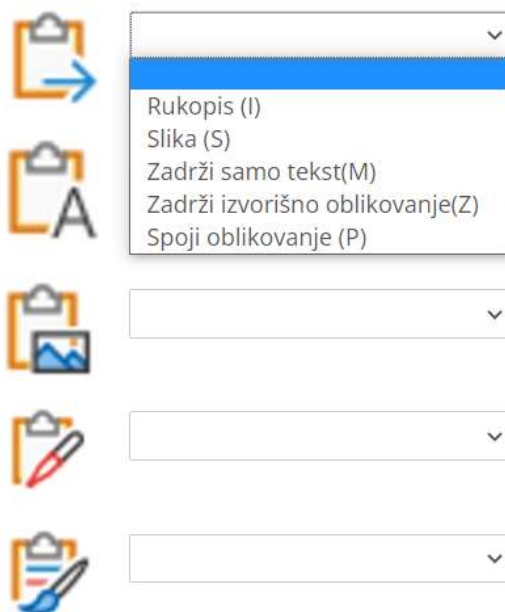 Rukopis (I)
Slika (S)
Zadrži samo tekst(M)
Zadrži izvorišno oblikovanje(Z)
Spoji oblikovanje (P)
A